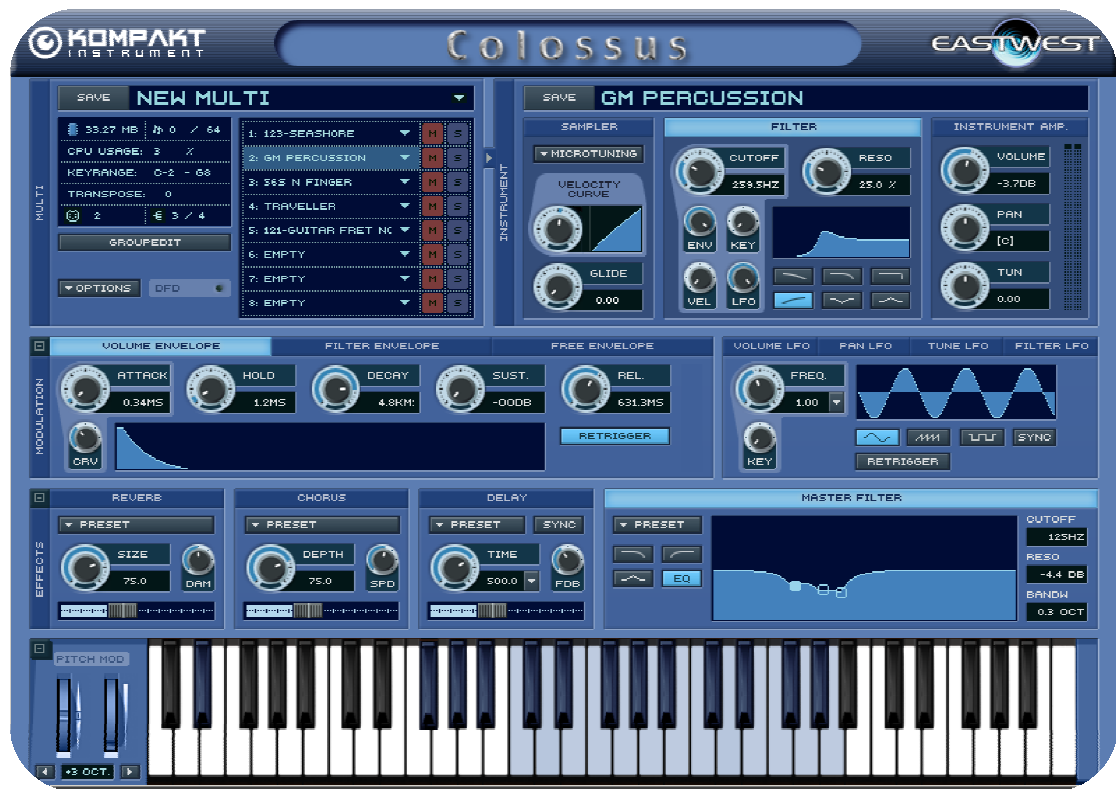 KOMPAKT
INSTRUMENT
Colossus
EASTWEST
SAVE NEW MULTI
SAVE GM PERCUSSION
MULTI
33.27 MB 0 / 64
CPU USAGE: 3 %
KEYRANGE: C-2 - G8
TRANSPOSE: 0
2 3 / 4
GROUPEDIT
OPTIONS DFD
1: 123-SEASHORE M S
2: GM PERCUSSION M S
3: 36S N FINGER M S
4: TRAVELLER M S
5: 121-GUITAR FRET NO M S
6: EMPTY M S
7: EMPTY M S
8: EMPTY M S
INSTRUMENT
SAMPLER
MICROTUNING
VELOCITY
CURVE
GLIDE
0.00
FILTER
CUTOFF
259.5HZ
RESO
25.0 %
ENV KEY
VEL LFO
INSTRUMENT AMP.
VOLUME
-3.7DB
PAN
[C]
TUN
0.00
MODULATION
VOLUME ENVELOPE FILTER ENVELOPE FREE ENVELOPE
ATTACK HOLD DECAY SUST. REL.
0.34MS 1.2MS 4.8KM: -OODB 631.3MS
CRV
RETRIGGER
VOLUME LFO PAN LFO TUNE LFO FILTER LFO
FREQ.
1.00
KEY
SYNC
RETRIGGER
EFFECTS
REVERB
PRESET
SIZE
75.0
DAM
CHORUS
PRESET
DEPTH
75.0
SPD
DELAY
PRESET SYNC
TIME
500.0
FDB
MASTER FILTER
PRESET
EQ
CUTOFF
125HZ
RESO
-4.4 DB
BANDW
0.3 OCT
PITCH MOD
+3 OCT.